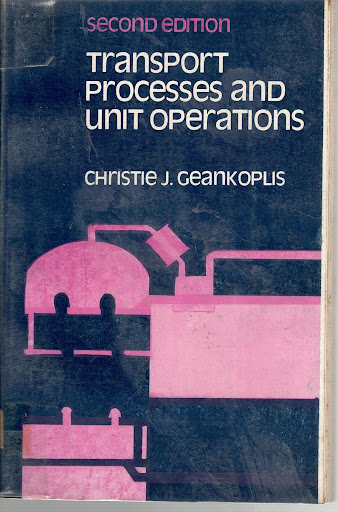 SECOND EDITION
Transport
Processes and
Unit Operations
Christie J. Geankoplis